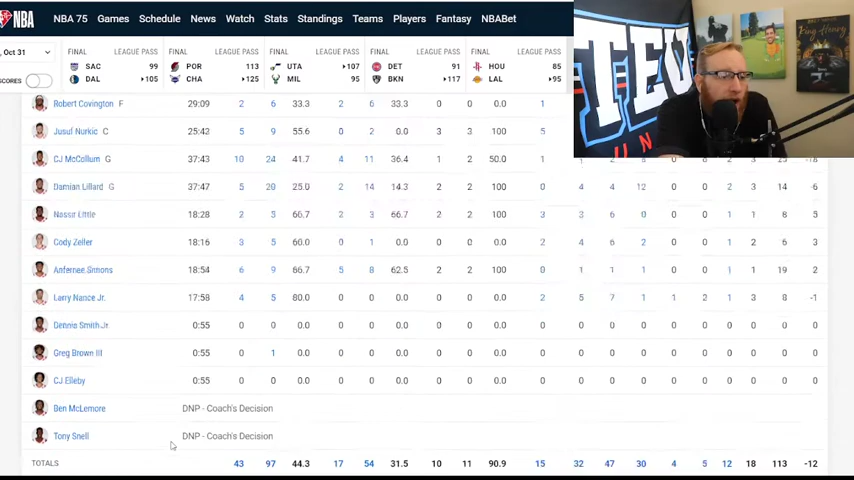 NBA
NBA 75 Games Schedule News Watch Stats Standings Teams Players Fantasy NBABet
, Oct 31
SCORES
FINAL LEAGUE PASS
SAC 99
DAL 105
FINAL LEAGUE PASS
POR 113
CHA 125
FINAL LEAGUE PASS
UTA 107
MIL 95
FINAL LEAGUE PASS
DET 91
BKN 117
FINAL LEAGUE PASS
HOU 85
LAL 95
TEU
UN
King Henry
Robert Covington F 29:09 2 6 33.3 2 6 33.3 0 0 0.0 1
Jusuf Nurkic C 25:42 5 9 55.6 0 2 0.0 3 3 100 5
CJ McCollum G 37:43 10 24 41.7 4 11 36.4 1 2 50.0 1 25 -18
Damian Lillard G 37:47 5 20 25.0 2 14 14.3 2 2 100 0 4 4 12 0 0 2 3 14 -6
Nassir Little 18:28 2 3 66.7 2 3 66.7 2 2 100 3 3 6 0 0 0 1 1 8 5
Cody Zeller 18:16 3 5 60.0 0 1 0.0 0 0 0.0 2 4 6 2 0 0 1 2 6 3
Anfernee Simons 18:54 6 9 66.7 5 8 62.5 2 2 100 0 1 1 1 0 0 1 1 19 2
Larry Nance Jr. 17:58 4 5 80.0 0 0 0.0 0 0 0.0 2 5 7 1 1 2 1 3 8 -1
Dennis Smith Jr. 0:55 0 0 0.0 0 0 0.0 0 0 0.0 0 0 0 0 0 0 0 0 0 0
Greg Brown III 0:55 0 1 0.0 0 0 0.0 0 0 0.0 0 0 0 0 0 0 0 0 0 0
CJ Elleby 0:55 0 0 0.0 0 0 0.0 0 0 0.0 0 0 0 0 0 0 0 0 0 0
Ben McLemore DNP - Coach's Decision
Tony Snell DNP - Coach's Decision
TOTALS 43 97 44.3 17 54 31.5 10 11 90.9 15 32 47 30 4 5 12 18 113 -12